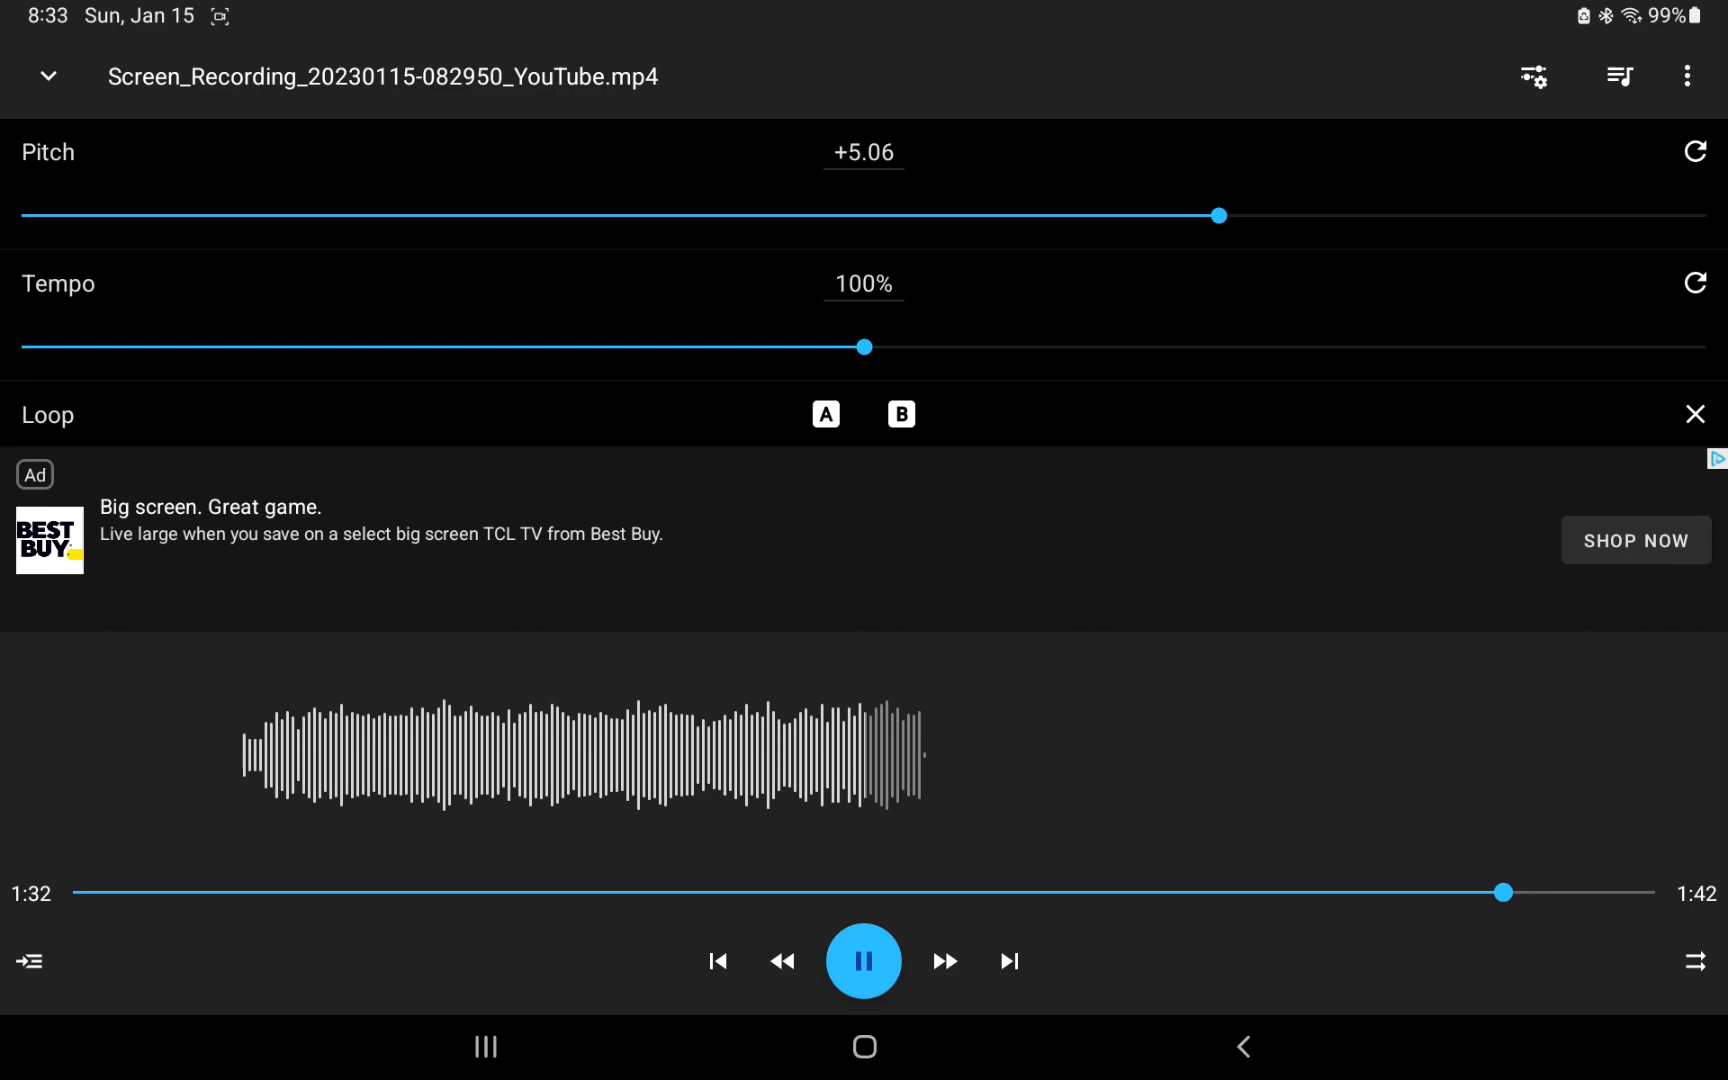 8:33 Sun, Jan 15 99%
Screen_Recording_20230115-082950_YouTube.mp4
Pitch +5.06
Tempo 100%
Loop A B
Ad
Big screen. Great game.
BEST BUY
Live large when you save on a select big screen TCL TV from Best Buy.
SHOP NOW
1:32 1:42